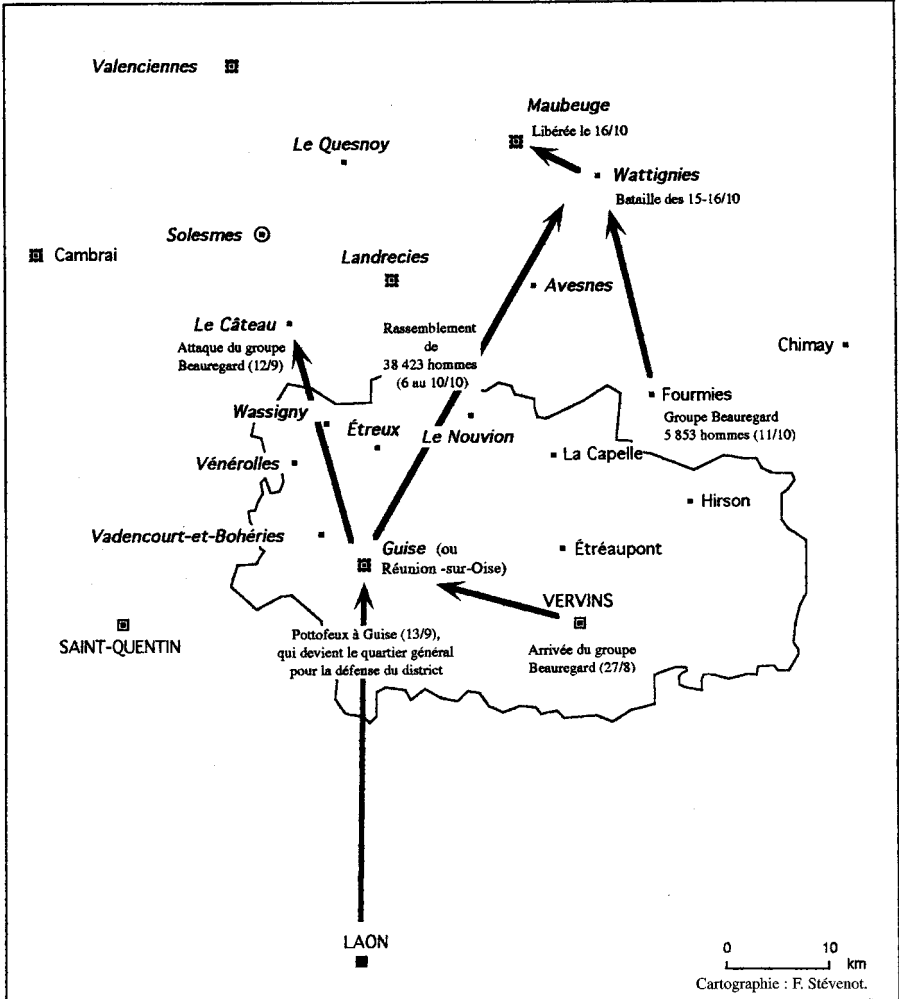 Valenciennes
Maubeuge
Libérée le 16/10
Le Quesnoy
Wattignies
Bataille des 15-16/10
Solesmes
Cambrai
Landrecies
Avesnes
Le Câteau
Attaque du groupe
Beauregard (12/9)
Rassemblement
de
38 423 hommes
(6 au 10/10)
Chimay
Fourmies
Groupe Beauregard
5 853 hommes (11/10)
Wassigny
Étreux
Le Nouvion
La Capelle
Vénérolles
Hirson
Vadencourt-et-Bohéries
Guise (ou
Réunion -sur-Oise)
Étréaupont
VERVINS
SAINT-QUENTIN
Pottofeux à Guise (13/9),
qui devient le quartier général
pour la défense du district
Arrivée du groupe
Beauregard (27/8)
LAON
0 10
km
Cartographie : F. Stévenot.